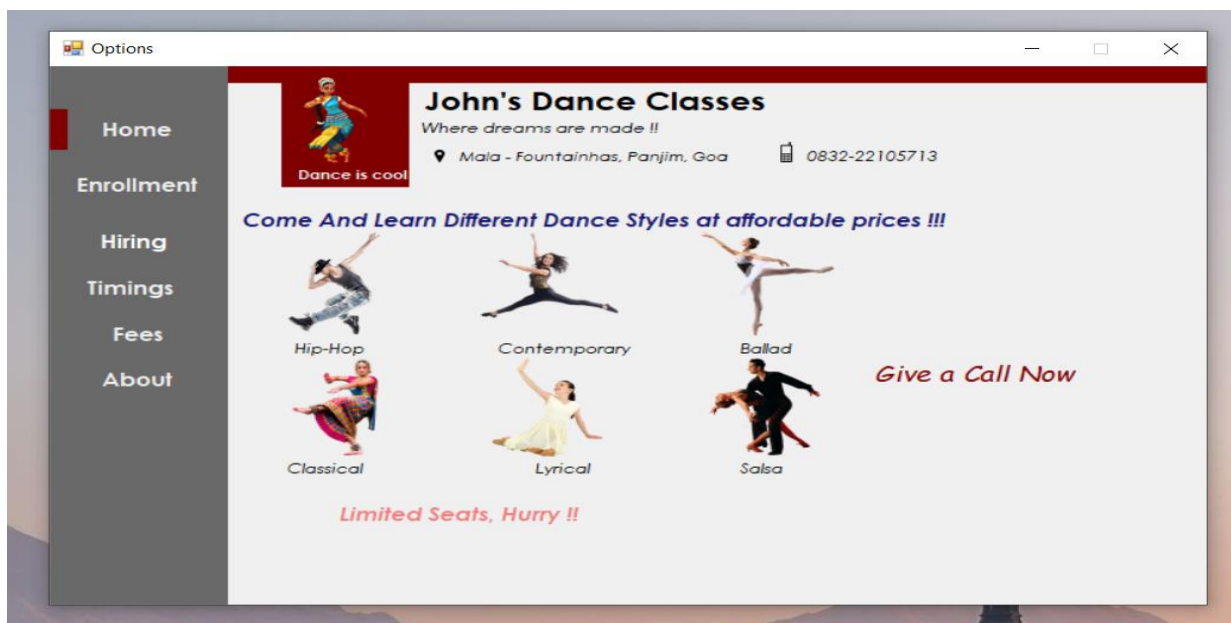 Options
Home
Enrollment
Hiring
Timings
Fees
About
Dance is cool
John's Dance Classes
Where dreams are made !!
Mala - Fountainhas, Panjim, Goa 0832-22105713
Come And Learn Different Dance Styles at affordable prices !!!
Hip-Hop Contemporary Ballad
Classical Lyrical Salsa
Give a Call Now
Limited Seats, Hurry !!